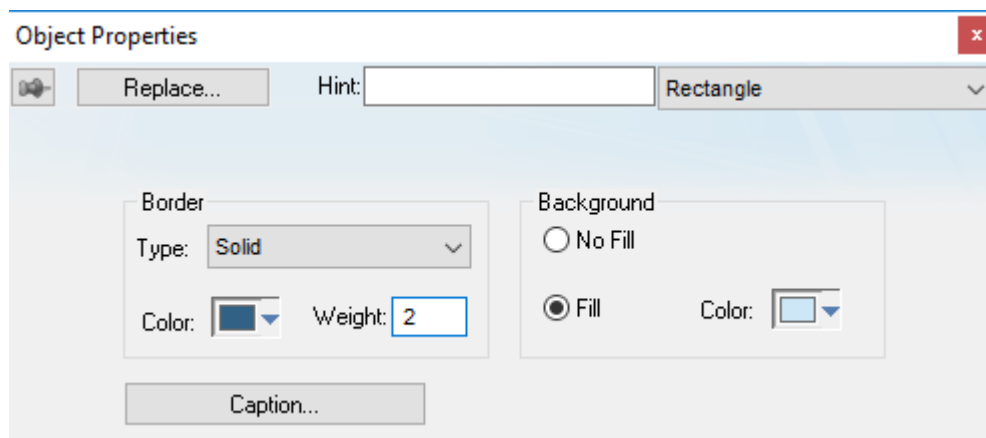 Object Properties
x
Replace... Hint: Rectangle
Border Background
Type: Solid No Fill
Color: Weight: 2 Fill Color:
Caption...